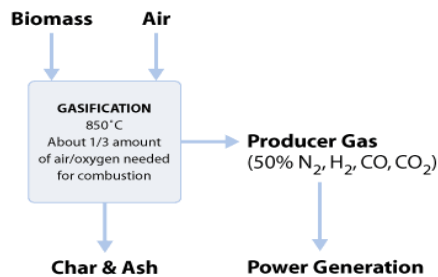 Biomass
Air
GASIFICATION
850˚C
About 1/3 amount
of air/oxygen needed
for combustion
Producer Gas
(50% N₂, H₂, CO, CO₂)
Char & Ash
Power Generation